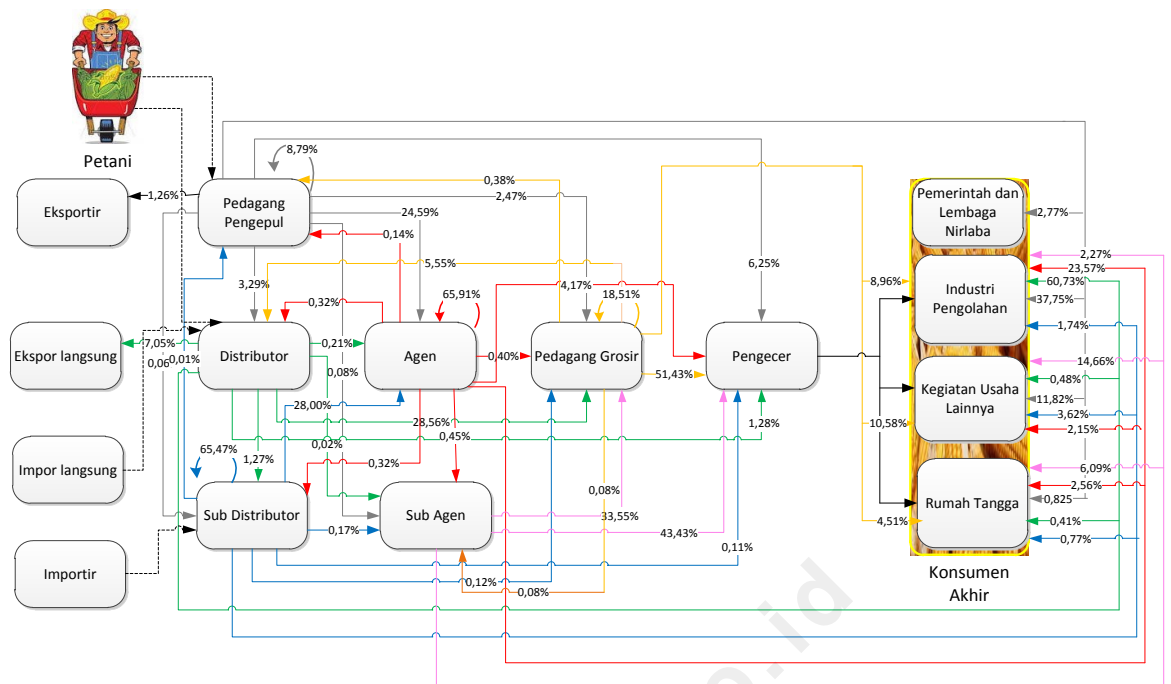 Petani
Eksportir
1,26%
Pedagang
Pengepul
8,79%
0,38%
2,47%
24,59%
0,14%
Pemerintah dan
Lembaga
Nirlaba
2,77%
3,29%
5,55%
0,32%
65,91%
4,17%
18,51%
6,25%
8,96%
Industri
Pengolahan
2,27%
23,57%
60,73%
37,75%
1,74%
Ekspor langsung
7,05%
0,06
0,01%
Distributor
0,21%
0,08%
Agen
0,40%
Pedagang Grosir
51,43%
Pengecer
14,66%
0,48%
11,82%
3,62%
2,15%
Kegiatan Usaha
Lainnya
10,58%
28,00%
28,56%
1,28%
0,02%
0,45%
Impor langsung
65,47%
1,27%
0,32%
0,08%
6,09%
2,56%
0,825
0,41%
0,77%
Sub Distributor
0,17%
Sub Agen
33,55%
43,43%
4,51%
Rumah Tangga
0,11%
Importir
0,12%
0,08%
Konsumen
Akhir
o.id